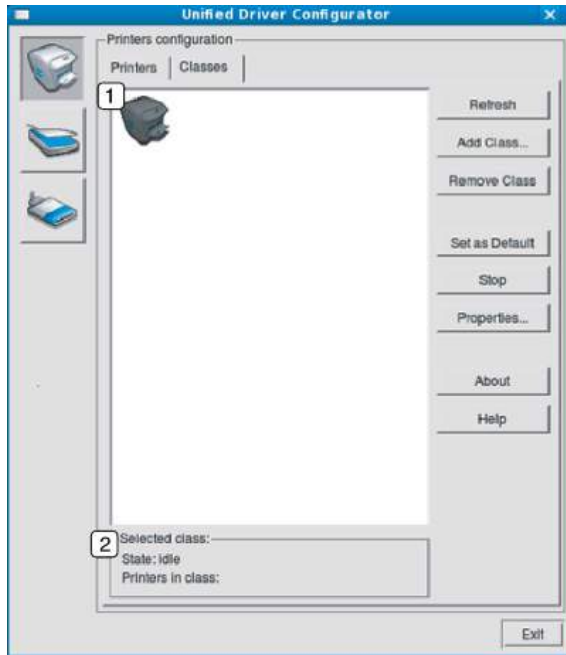 Unified Driver Configurator
Printers configuration
Printers
Classes
1
Refresh
Add Class...
Remove Class
Set as Default
Stop
Properties...
About
Help
2
Selected class:
State: idle
Printers in class:
Exit